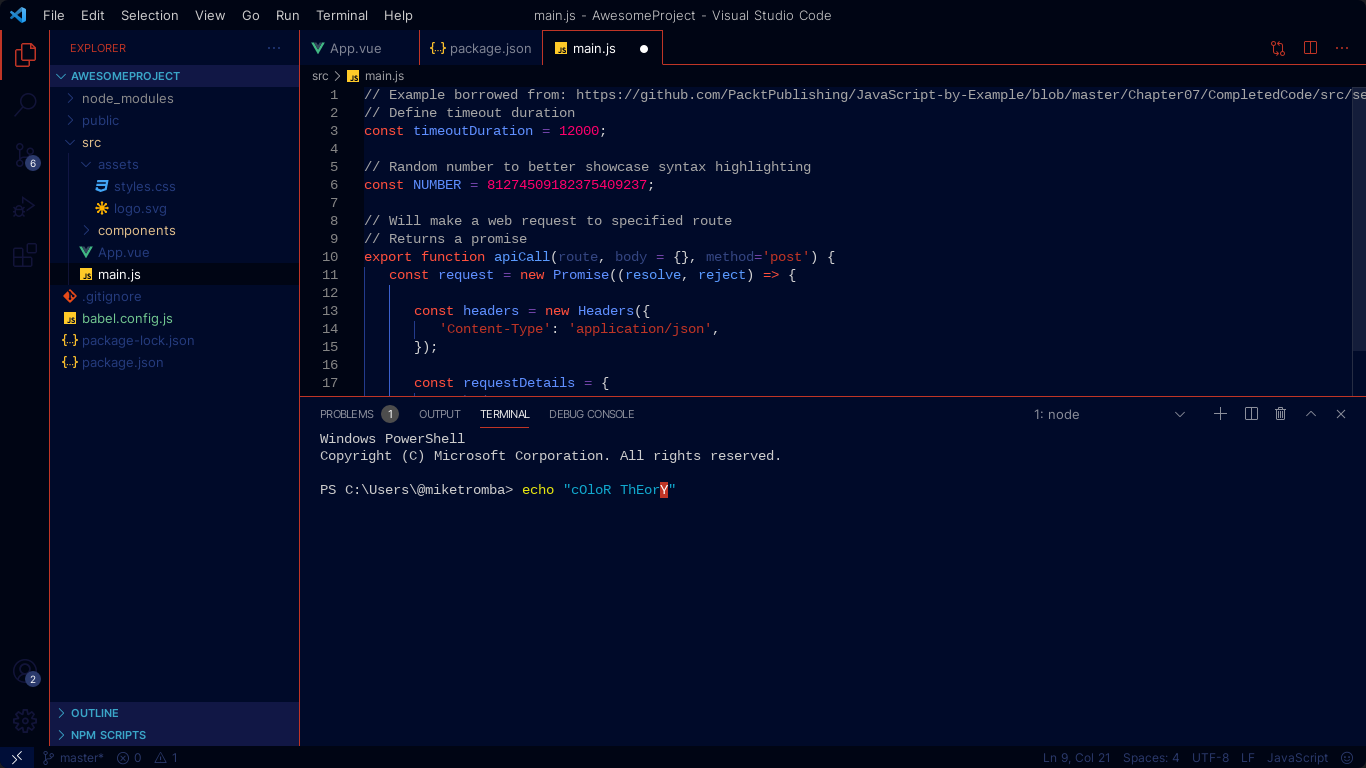 File Edit Selection View Go Run Terminal Help
main.js - AwesomeProject - Visual Studio Code
EXPLORER
AWESOMEPROJECT
node_modules
public
src
assets
styles.css
logo.svg
components
App.vue
main.js
.gitignore
babel.config.js
package-lock.json
package.json
OUTLINE
NPM SCRIPTS
6
2
App.vue
{..} package.json
JS main.js
src > JS main.js
1 // Example borrowed from: https://github.com/PacktPublishing/JavaScript-by-Example/blob/master/Chapter07/CompletedCode/src/se
2 // Define timeout duration
3 const timeoutDuration = 12000;
4
5 // Random number to better showcase syntax highlighting
6 const NUMBER = 81274509182375409237;
7
8 // Will make a web request to specified route
9 // Returns a promise
10 export function apiCall(route, body = {}, method='post') {
11 const request = new Promise((resolve, reject) => {
12
13 const headers = new Headers({
14 'Content-Type': 'application/json',
15 });
16
17 const requestDetails = {
PROBLEMS 1 OUTPUT TERMINAL DEBUG CONSOLE
1: node
Windows PowerShell
Copyright (C) Microsoft Corporation. All rights reserved.
PS C:\Users\@miketromba> echo "cOloR ThEorY"
master* 0 1
Ln 9, Col 21 Spaces: 4 UTF-8 LF JavaScript